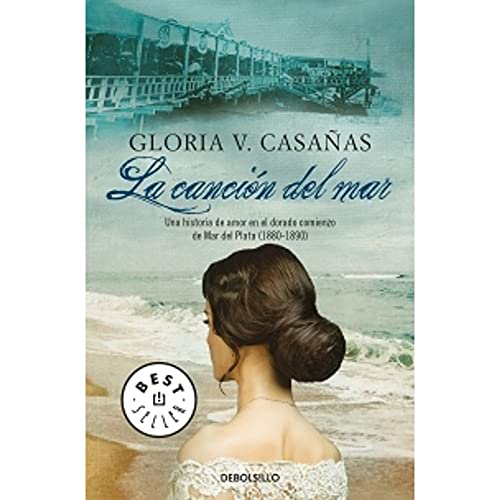 GLORIA V. CASAÑAS
La canción del mar
Una historia de amor en el dorado comienzo
de Mar del Plata (1880-1890)
BEST
SELLER
DEBOLSILLO